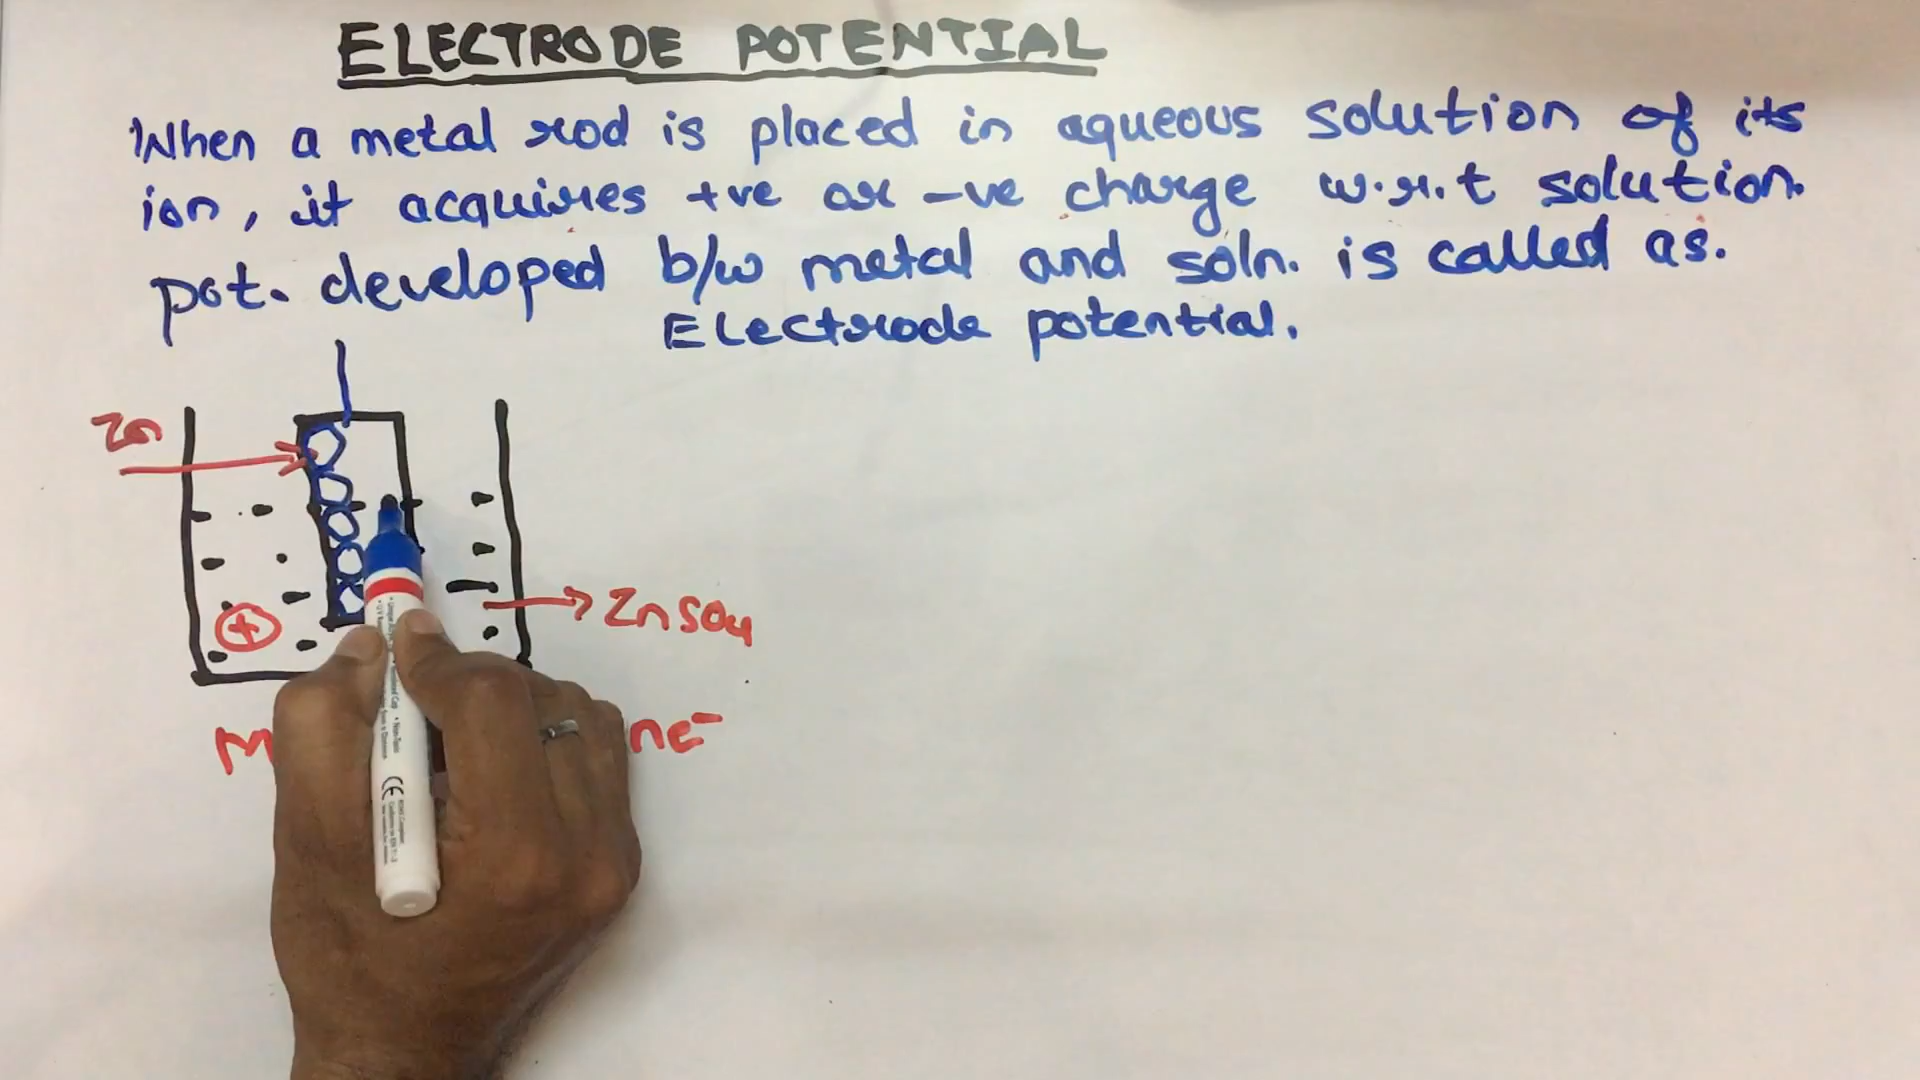 ELECTRODE POTENTIAL
When a metal rod is placed in aqueous solution of its
ion, it acquires +ve or -ve charge w.r.t solution.
pot. developed b/w metal and soln. is called as.
Electrode potential.
Zn
+
ZnSO4
M
ne-
CE